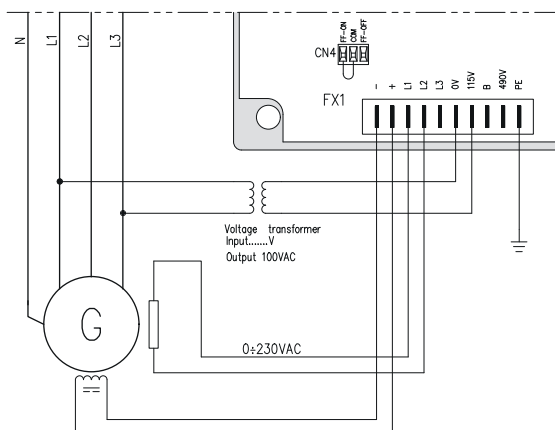 N
L1
L2
L3
CN4
FF-ON
COM
FF-OFF
FX1
-
+
L1
L2
L3
0V
115V
B
490V
PE
Voltage transformer
Input.......V
Output 100VAC
G
0÷230VAC